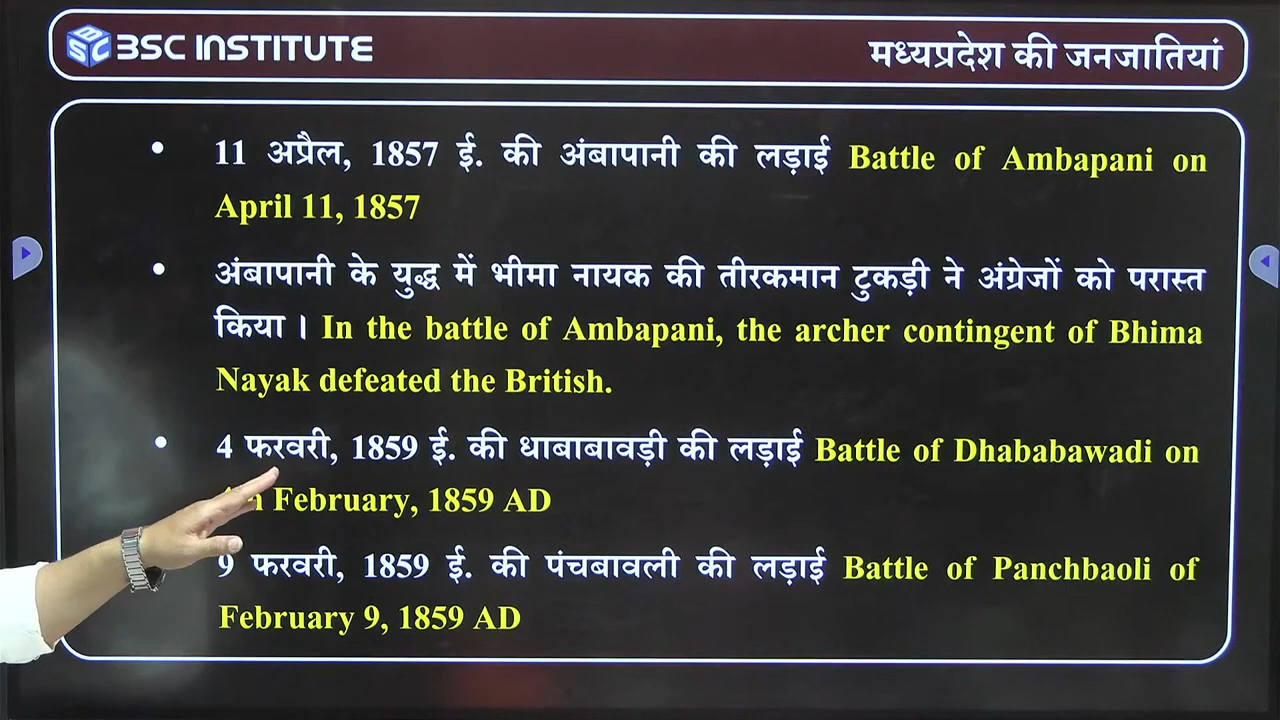 BSC INSTITUTE
मध्यप्रदेश की जनजातियां
• 11 अप्रैल, 1857 ई. की अंबापानी की लड़ाई Battle of Ambapani on
April 11, 1857
• अंबापानी के युद्ध में भीमा नायक की तीरकमान टुकड़ी ने अंग्रेजों को परास्त
किया । In the battle of Ambapani, the archer contingent of Bhima
Nayak defeated the British.
• 4 फरवरी, 1859 ई. की धाबाबावड़ी की लड़ाई Battle of Dhababawadi on
February, 1859 AD
9 फरवरी, 1859 ई. की पंचबावली की लड़ाई Battle of Panchbaoli of
February 9, 1859 AD